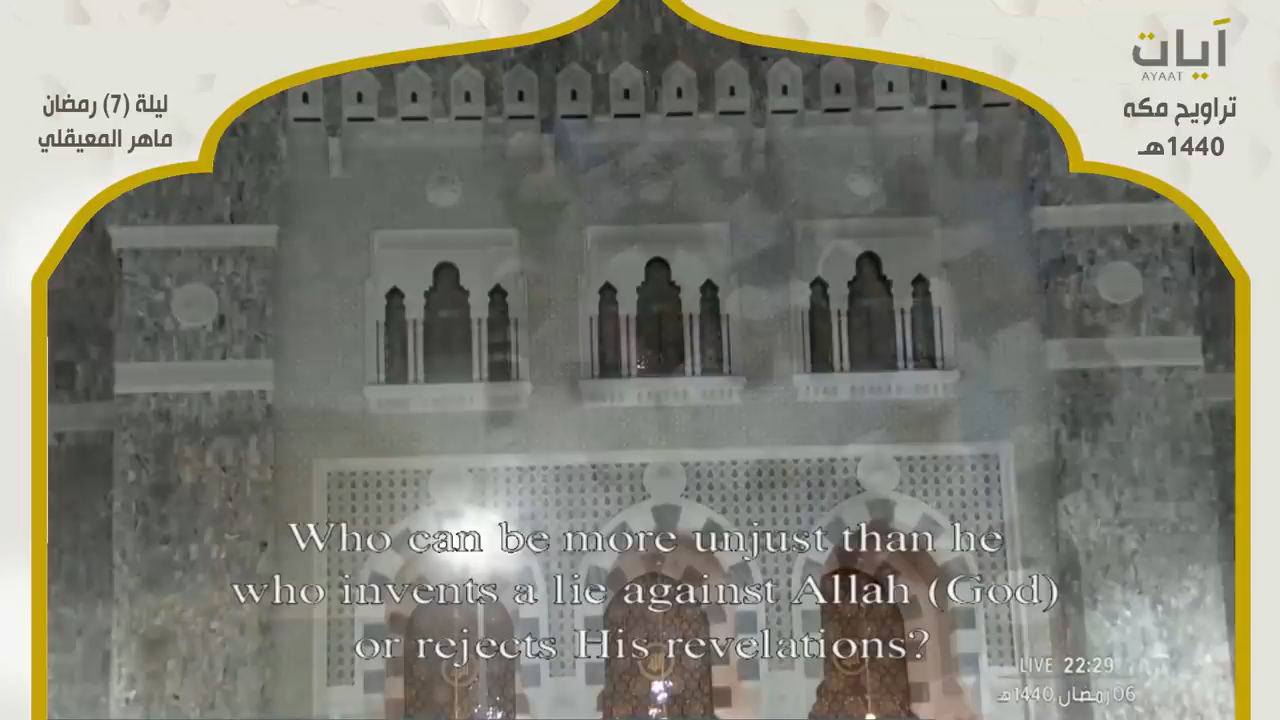 آيات
AYAAT
تراويح مكة
1440هـ
ليلة (7) رمضان
ماهر المعيقلي
Who can be more unjust than he
who invents a lie against Allah (God)
or rejects His revelations?
LIVE 22:29
06 رمضان 1440هـ